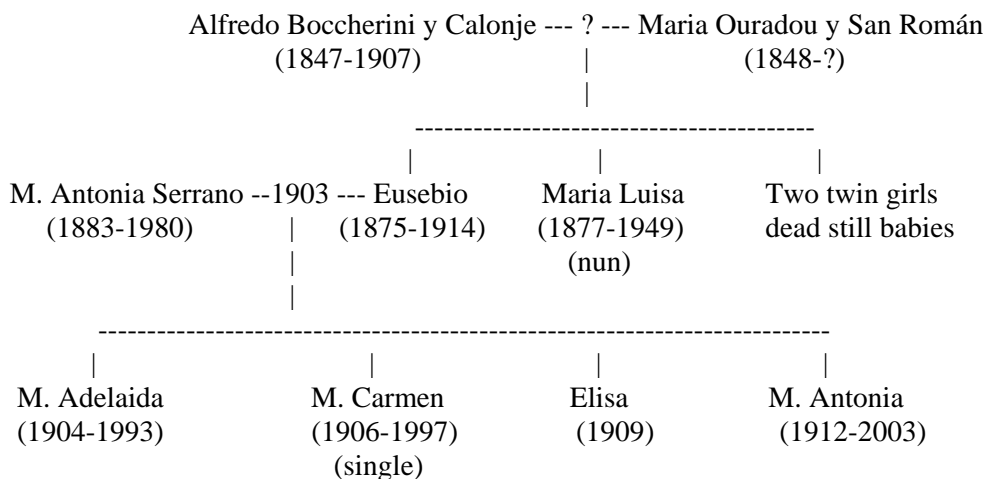 Alfredo Boccherini y Calonje --- ? --- Maria Ouradou y San Román
(1847-1907) | (1848-?)
|
-----------------------------------------
| | |
M. Antonia Serrano --1903 --- Eusebio Maria Luisa Two twin girls
(1883-1980) | (1875-1914) (1877-1949) dead still babies
| (nun)
|
---------------------------------------------------------------------------
| | | |
M. Adelaida M. Carmen Elisa M. Antonia
(1904-1993) (1906-1997) (1909) (1912-2003)
(single)